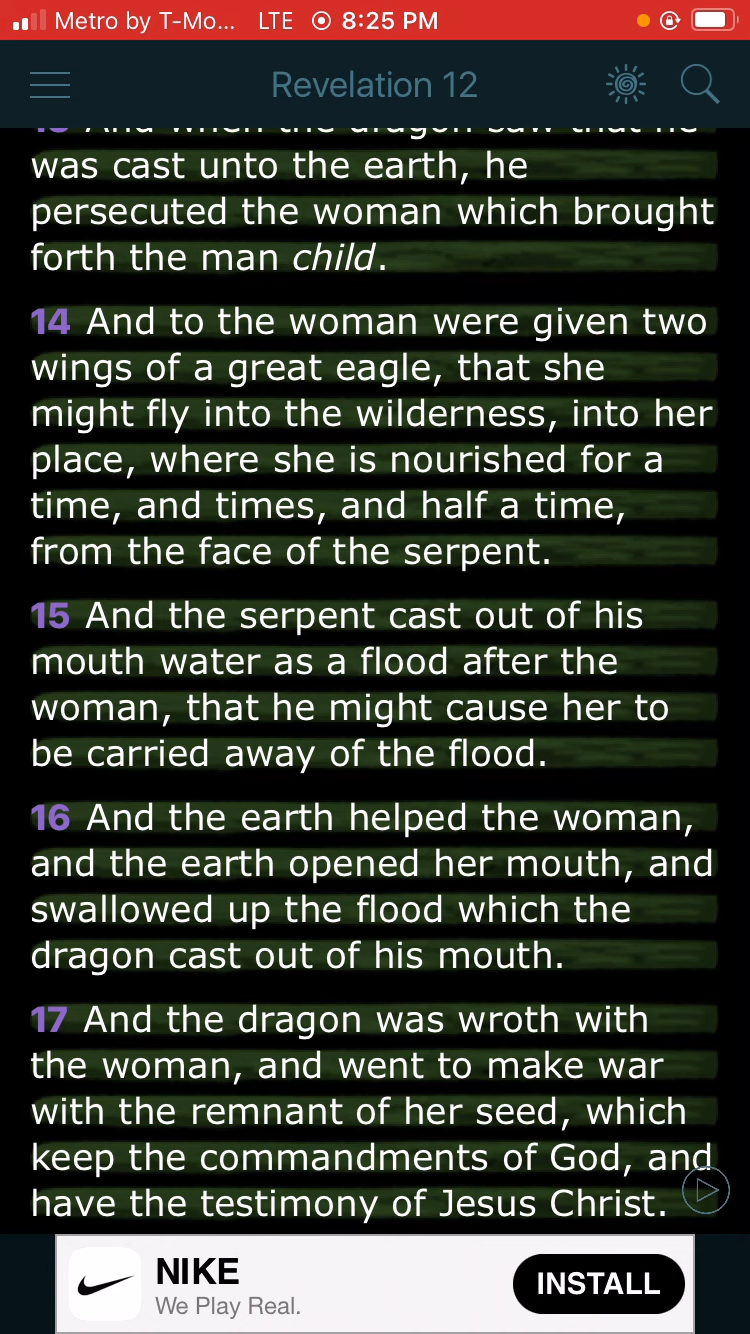 Metro by T-Mo... LTE 8:25 PM
Revelation 12
13 And when the dragon saw that he
was cast unto the earth, he
persecuted the woman which brought
forth the man child.
14 And to the woman were given two
wings of a great eagle, that she
might fly into the wilderness, into her
place, where she is nourished for a
time, and times, and half a time,
from the face of the serpent.
15 And the serpent cast out of his
mouth water as a flood after the
woman, that he might cause her to
be carried away of the flood.
16 And the earth helped the woman,
and the earth opened her mouth, and
swallowed up the flood which the
dragon cast out of his mouth.
17 And the dragon was wroth with
the woman, and went to make war
with the remnant of her seed, which
keep the commandments of God, and
have the testimony of Jesus Christ.
NIKE
We Play Real.
INSTALL